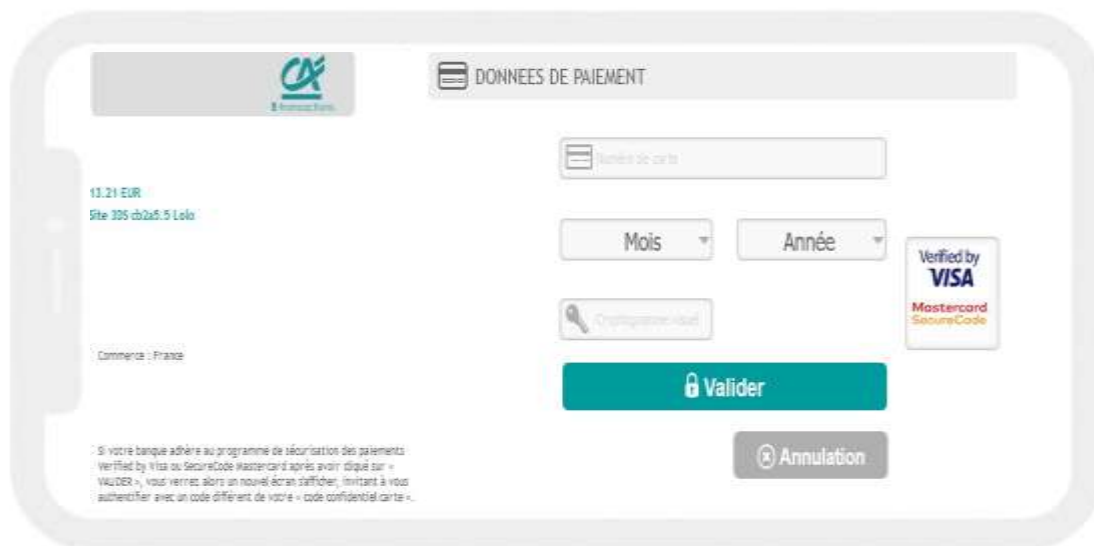 CA
DONNEES DE PAIEMENT
Numéro de carte
13.21 EUR
Site 3DS cb2a5.5 Lolo
Mois
Année
Verified by
VISA
Mastercard
SecureCode
Cryptogramme visuel
Commerce : France
Valider
Annulation
Si votre banque adhère au programme de sécurisation des paiements
Verified by Visa ou SecureCode Mastercard après avoir cliqué sur «
VALIDER », vous verrez alors un nouvel écran s'afficher, invitant à vous
authentifier avec un code différent de votre « code confidentiel carte ».